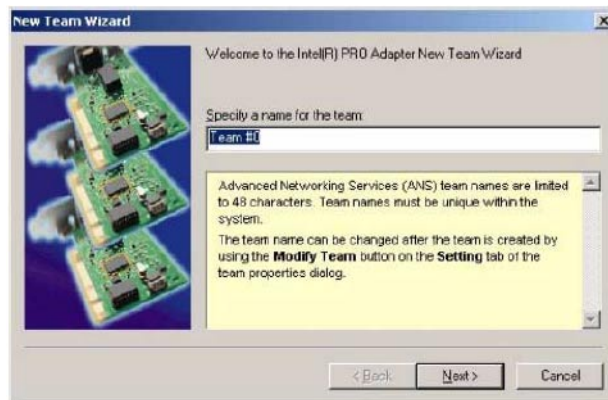 New Team Wizard
Welcome to the Intel(R) PRO Adapter New Team Wizard
Specify a name for the team:
Team #0
Advanced Networking Services (ANS) team names are limited
to 48 characters. Team names must be unique within the
system.
The team name can be changed after the team is created by
using the Modify Team button on the Setting tab of the
team properties dialog.
< Back
Next >
Cancel